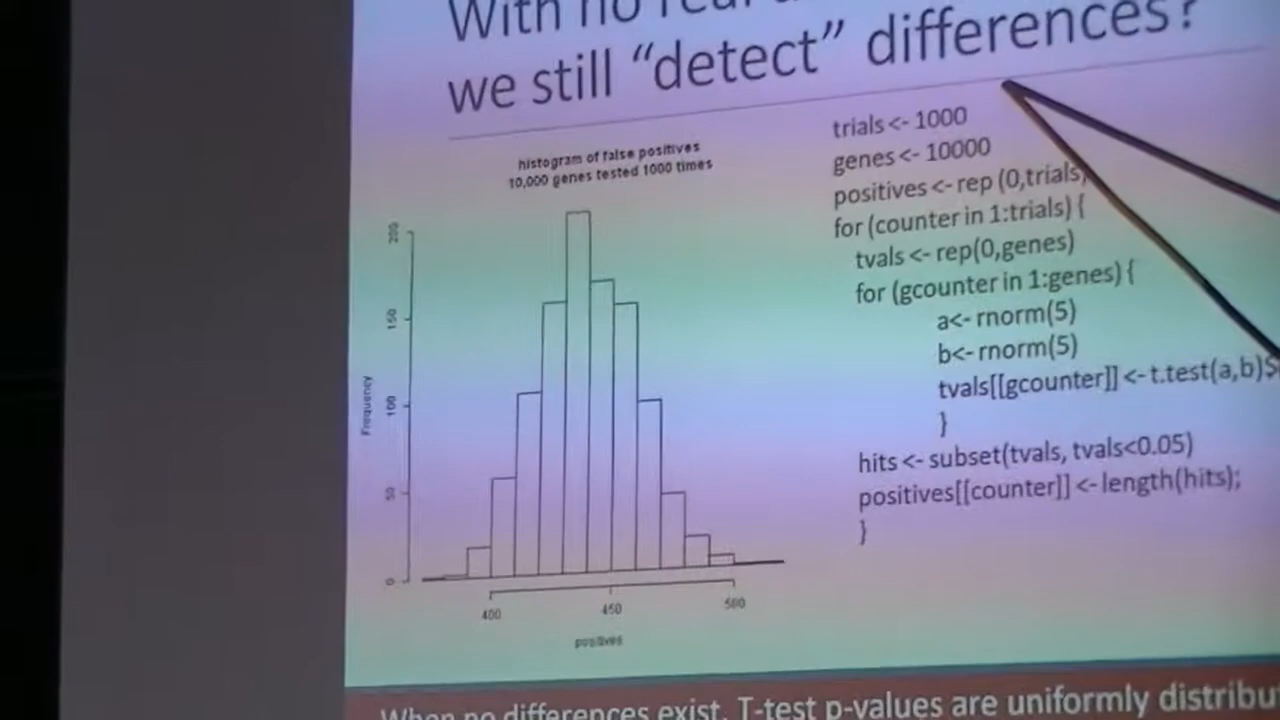 With no
we still “detect” differences?
histogram of false positives
10,000 genes tested 1000 times
200
150
100
50
0
Frequency
400
450
500
positives
trials <- 1000
genes <- 10000
positives <- rep (0,trials)
for (counter in 1:trials) {
tvals <- rep(0,genes)
for (gcounter in 1:genes) {
a<- rnorm(5)
b<- rnorm(5)
tvals[[gcounter]] <- t.test(a,b)$
}
hits <- subset(tvals, tvals<0.05)
positives[[counter]] <- length(hits);
}
When no differences exist, T-test p-values are uniformly distribu